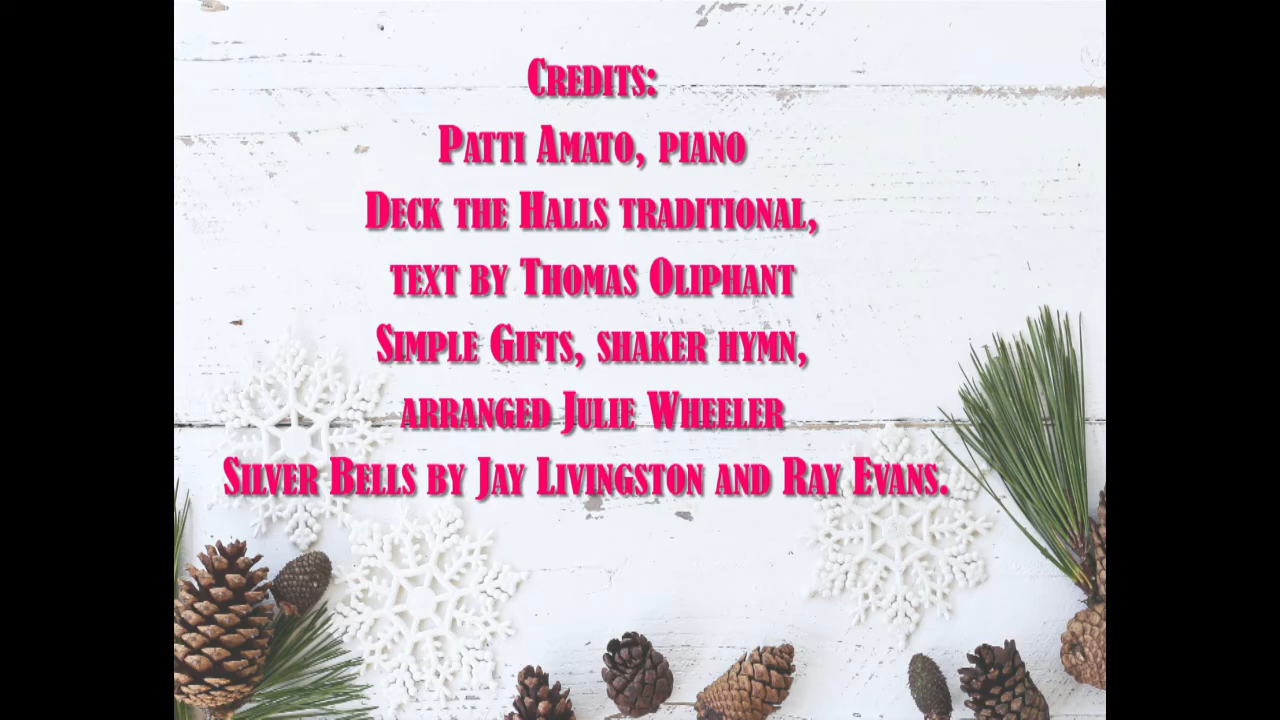 Credits:
Patti Amato, piano
Deck the Halls traditional,
text by Thomas Oliphant
Simple Gifts, shaker hymn,
arranged Julie Wheeler
Silver Bells by Jay Livingston and Ray Evans.